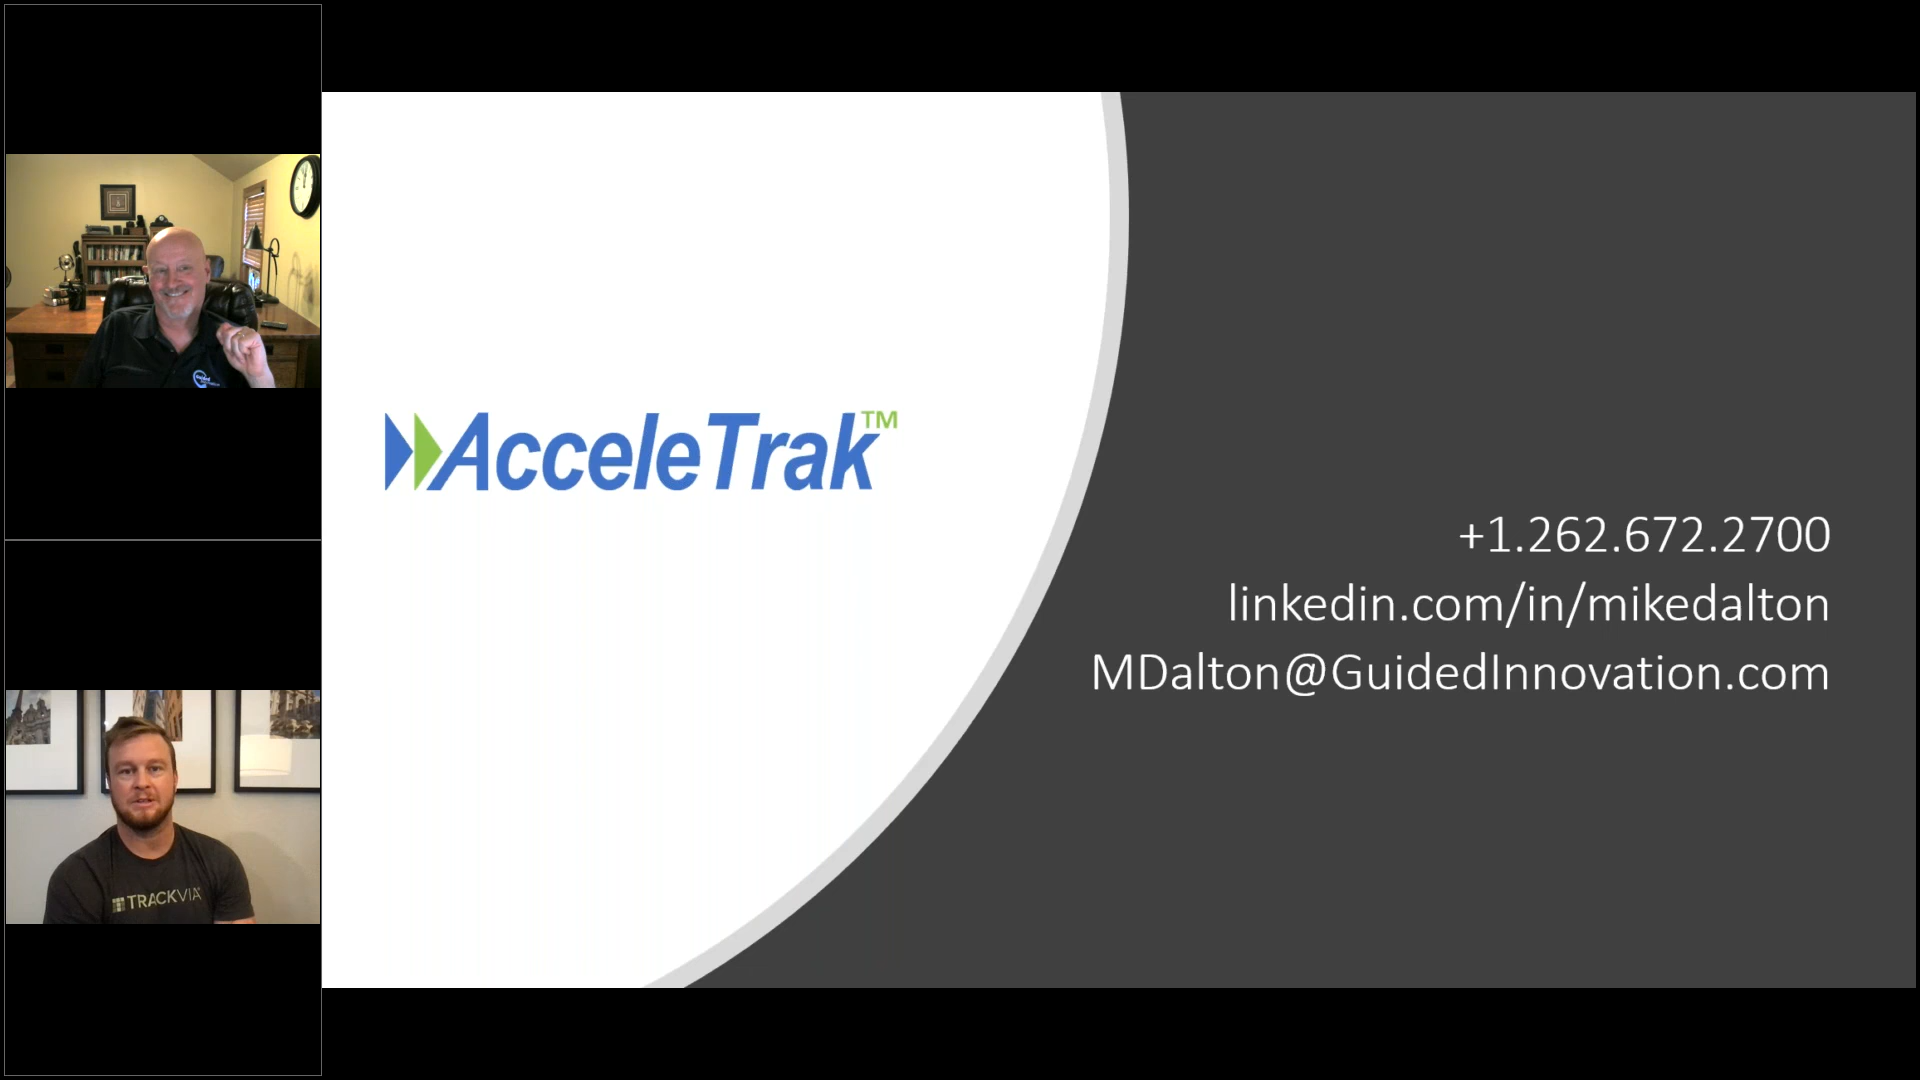 AcceleTrak™
+1.262.672.2700
linkedin.com/in/mikedalton
MDalton@GuidedInnovation.com
TRACKVIA